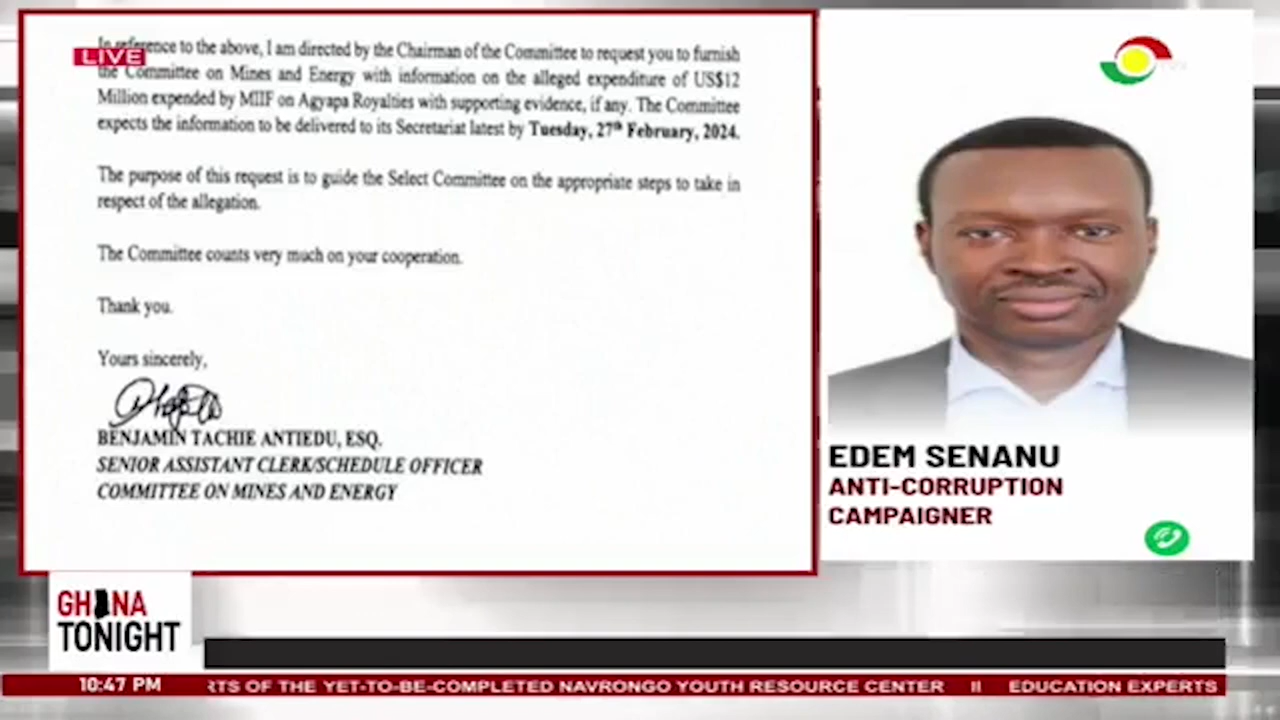 In reference to the above, I am directed by the Chairman of the Committee to request you to furnish
LIVE
the Committee on Mines and Energy with information on the alleged expenditure of US$12
Million expended by MIIF on Agyapa Royalties with supporting evidence, if any. The Committee
expects the information to be delivered to its Secretariat latest by Tuesday, 27th February, 2024.
The purpose of this request is to guide the Select Committee on the appropriate steps to take in
respect of the allegation.
The Committee counts very much on your cooperation.
Thank you.
Yours sincerely,
BENJAMIN TACHIE ANTIEDU, ESQ.
SENIOR ASSISTANT CLERK/SCHEDULE OFFICER
COMMITTEE ON MINES AND ENERGY
EDEM SENANU
ANTI-CORRUPTION
CAMPAIGNER
GHANA
TONIGHT
10:47 PM
RTS OF THE YET-TO-BE-COMPLETED NAVRONGO YOUTH RESOURCE CENTER II EDUCATION EXPERTS